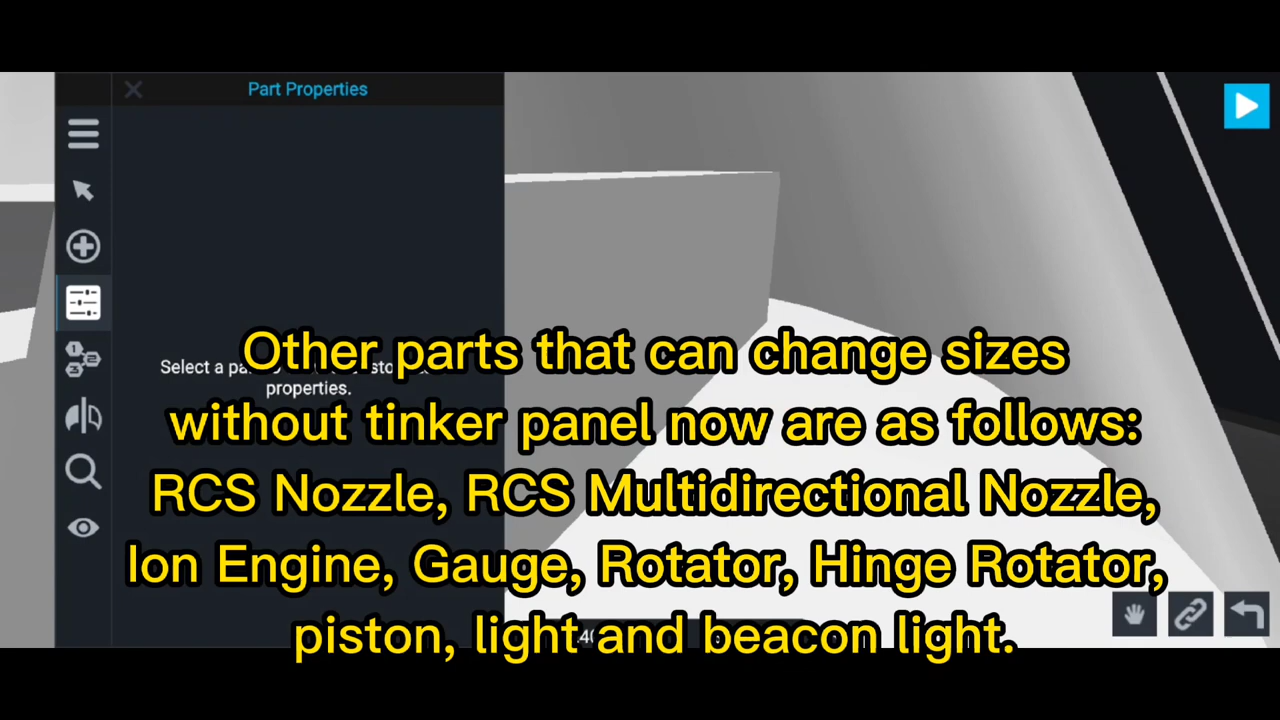 Part Properties
Select a
properties.
Other parts that can change sizes
without tinker panel now are as follows:
RCS Nozzle, RCS Multidirectional Nozzle,
Ion Engine, Gauge, Rotator, Hinge Rotator,
piston, light and beacon light.